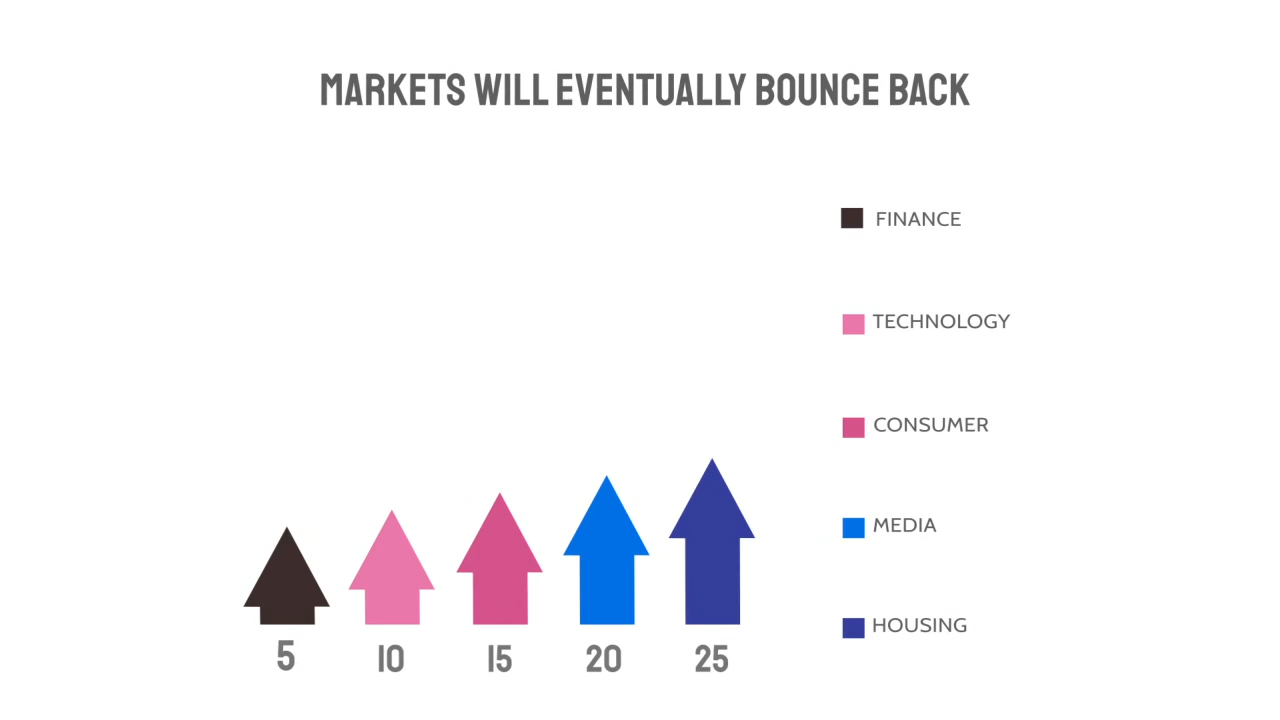 MARKETS WILL EVENTUALLY BOUNCE BACK
FINANCE
TECHNOLOGY
CONSUMER
MEDIA
HOUSING
5 10 15 20 25